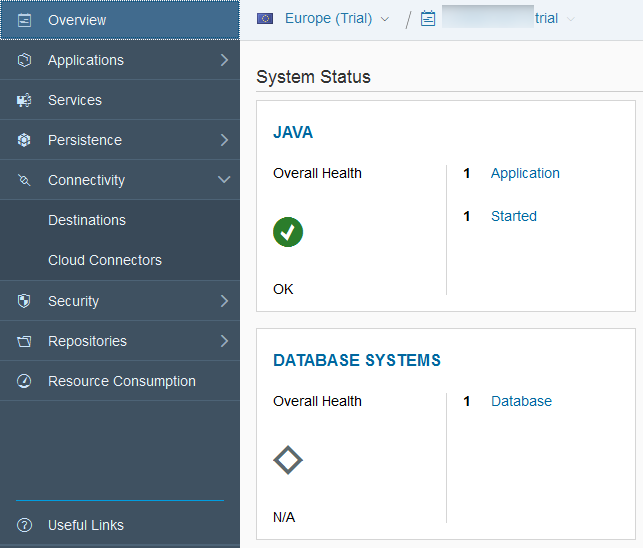 Overview
Applications
Services
Persistence
Connectivity
Destinations
Cloud Connectors
Security
Repositories
Resource Consumption
Useful Links
Europe (Trial) / trial
System Status
JAVA
Overall Health
OK
1 Application
1 Started
DATABASE SYSTEMS
Overall Health
N/A
1 Database